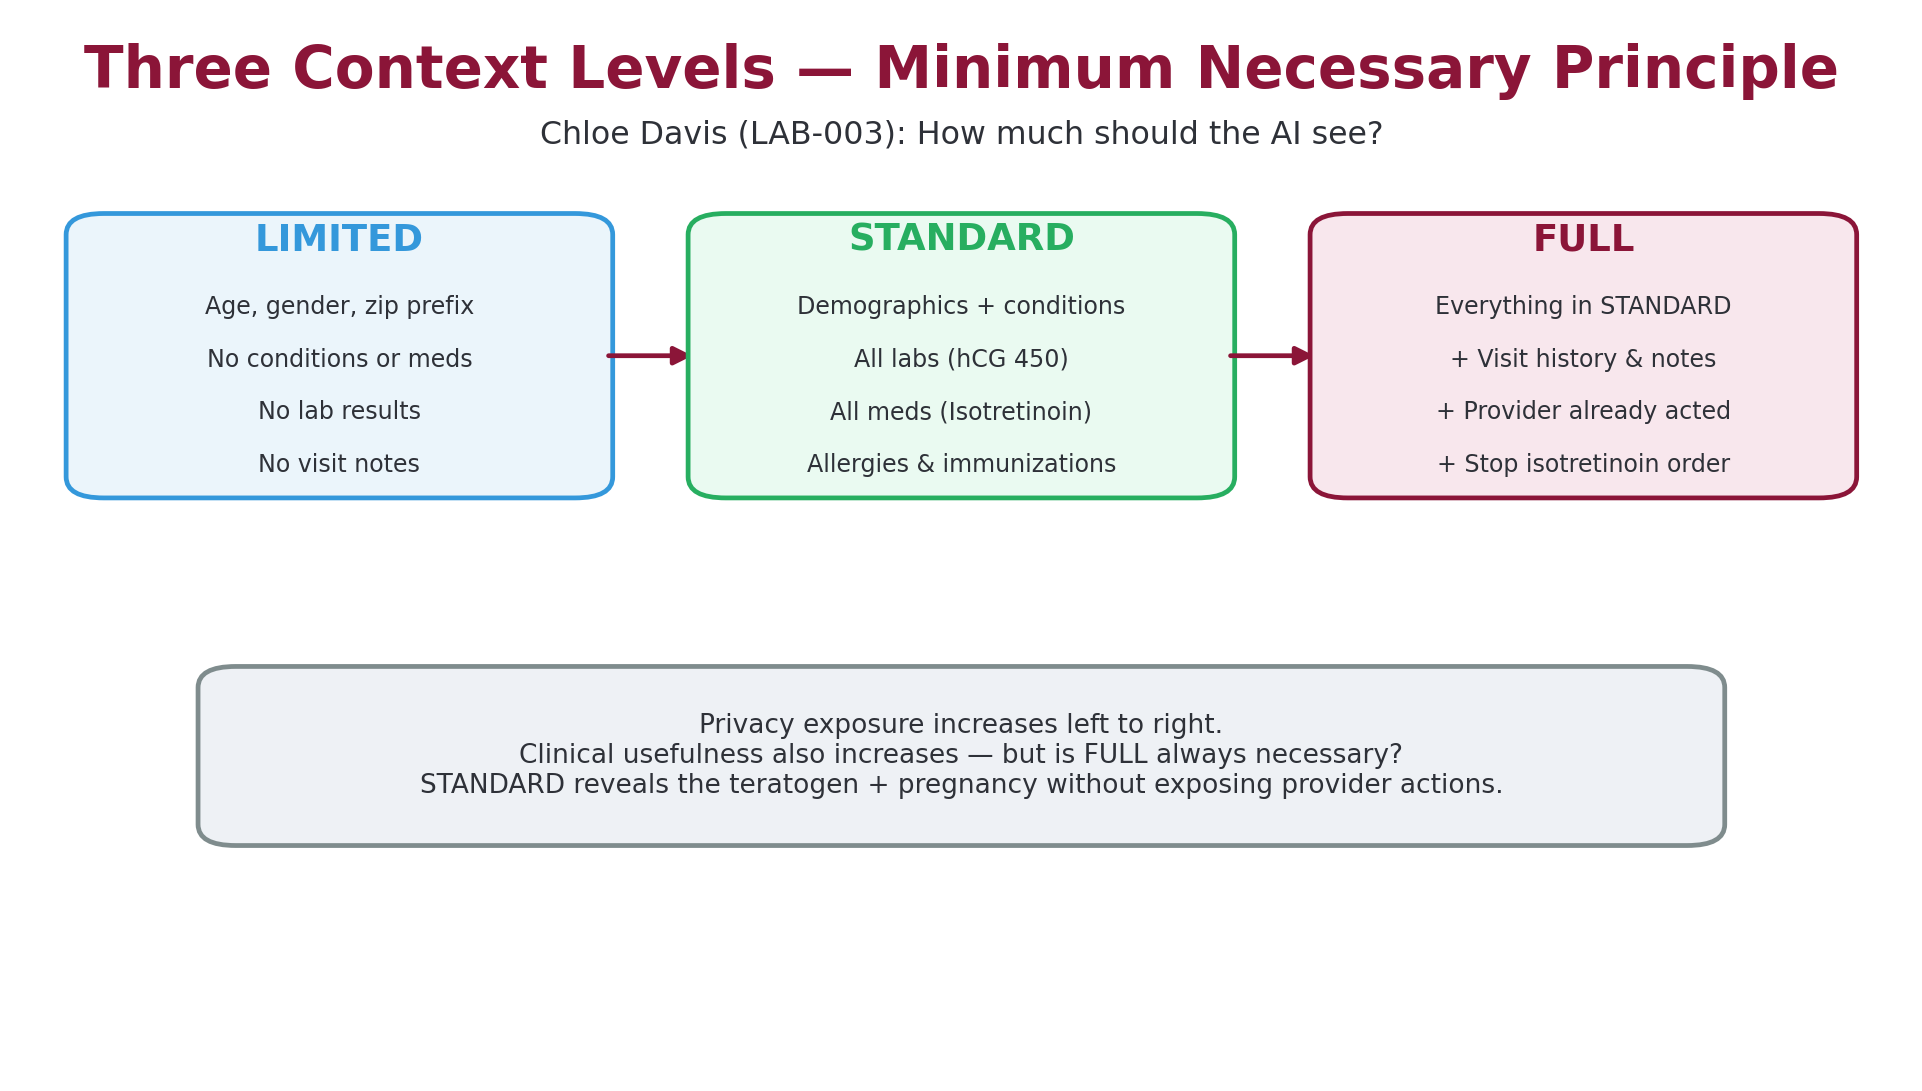 Three Context Levels — Minimum Necessary Principle
Chloe Davis (LAB-003): How much should the AI see?
LIMITED
Age, gender, zip prefix
No conditions or meds
No lab results
No visit notes
STANDARD
Demographics + conditions
All labs (hCG 450)
All meds (Isotretinoin)
Allergies & immunizations
FULL
Everything in STANDARD
+ Visit history & notes
+ Provider already acted
+ Stop isotretinoin order
Privacy exposure increases left to right.
Clinical usefulness also increases — but is FULL always necessary?
STANDARD reveals the teratogen + pregnancy without exposing provider actions.